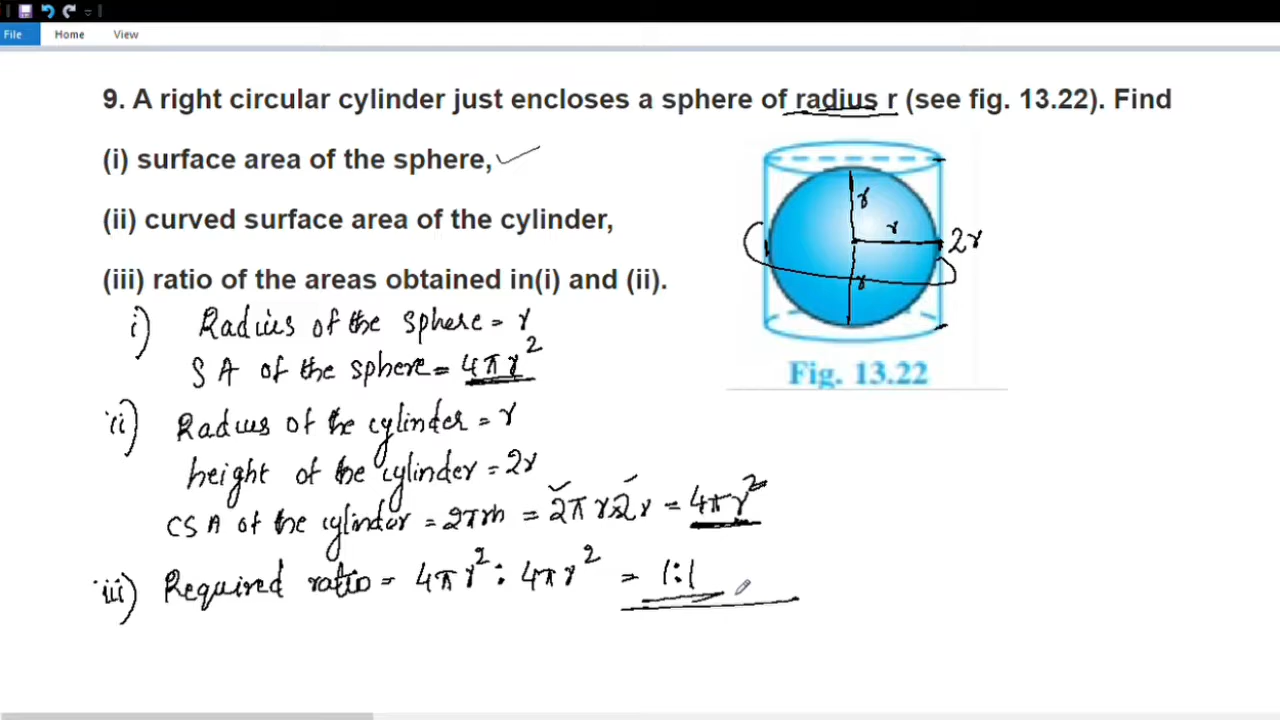 File Home View
9. A right circular cylinder just encloses a sphere of radius r (see fig. 13.22). Find
(i) surface area of the sphere,
(ii) curved surface area of the cylinder,
(iii) ratio of the areas obtained in(i) and (ii).
r
r
2r
r
Fig. 13.22
i) Radius of the sphere = r
SA of the sphere = 4πr²
ii) Radius of the cylinder = r
height of the cylinder = 2r
CSA of the cylinder = 2πrh = 2πr×2r = 4πr²
iii) Required ratio = 4πr² : 4πr² = 1:1